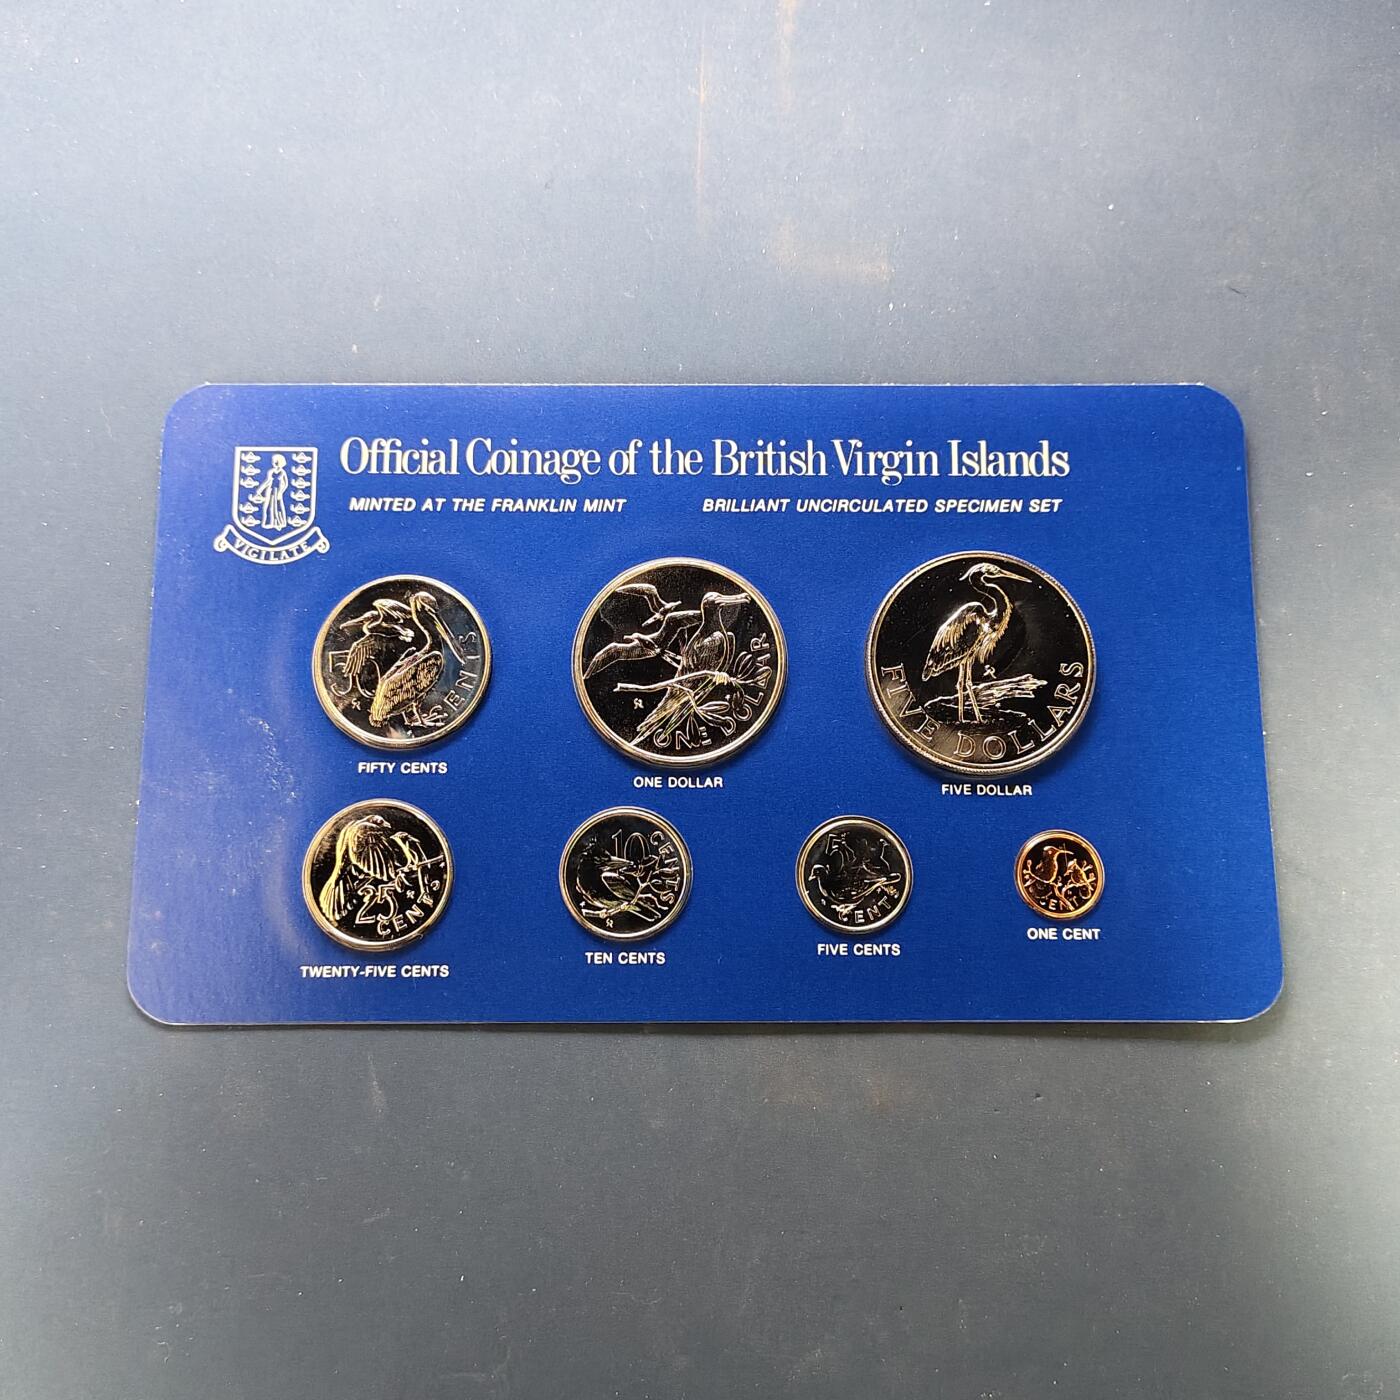 Official Coinage of the British Virgin Islands
MINTED AT THE FRANKLIN MINT
BRILLIANT UNCIRCULATED SPECIMEN SET
VIGILATE
50 CENTS
ONE DOLLAR
FIVE DOLLARS
FIFTY CENTS
ONE DOLLAR
FIVE DOLLAR
25 CENTS
10 CENTS
5 CENTS
CENT
TWENTY-FIVE CENTS
TEN CENTS
FIVE CENTS
ONE CENT